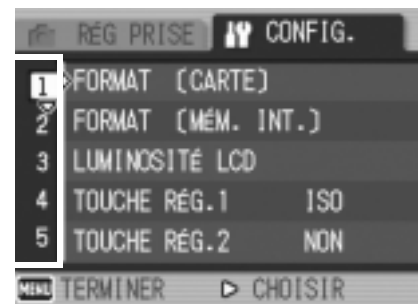 RÉG PRISE CONFIG.
1 FORMAT (CARTE)
2 FORMAT (MÉM. INT.)
3 LUMINOSITÉ LCD
4 TOUCHE RÉG.1 ISO
5 TOUCHE RÉG.2 NON
MENU TERMINER CHOISIR